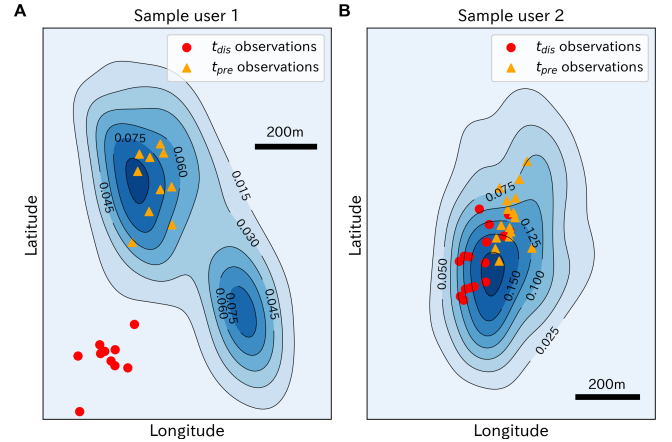 A
Sample user 1
t_dis observations
t_pre observations
200m
0.075
0.060
0.045
0.015
0.030
0.045
0.075
0.060
Latitude
Longitude
B
Sample user 2
t_dis observations
t_pre observations
0.075
0.125
0.050
0.150
0.100
0.025
200m
Latitude
Longitude